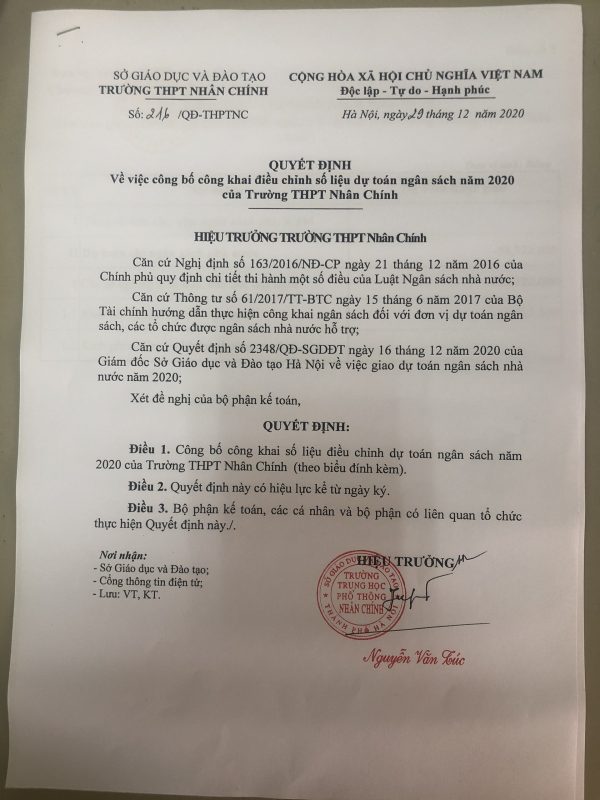 SỞ GIÁO DỤC VÀ ĐÀO TẠO
TRƯỜNG THPT NHÂN CHÍNH
Số: 216 /QĐ-THPTNC
CỘNG HÒA XÃ HỘI CHỦ NGHĨA VIỆT NAM
Độc lập - Tự do - Hạnh phúc
Hà Nội, ngày 29 tháng 12 năm 2020
QUYẾT ĐỊNH
Về việc công bố công khai điều chỉnh số liệu dự toán ngân sách năm 2020
của Trường THPT Nhân Chính
HIỆU TRƯỞNG TRƯỜNG THPT Nhân Chính
Căn cứ Nghị định số 163/2016/NĐ-CP ngày 21 tháng 12 năm 2016 của
Chính phủ quy định chi tiết thi hành một số điều của Luật Ngân sách nhà nước;
Căn cứ Thông tư số 61/2017/TT-BTC ngày 15 tháng 6 năm 2017 của Bộ
Tài chính hướng dẫn thực hiện công khai ngân sách đối với đơn vị dự toán ngân
sách, các tổ chức được ngân sách nhà nước hỗ trợ;
Căn cứ Quyết định số 2348/QĐ-SGDĐT ngày 16 tháng 12 năm 2020 của
Giám đốc Sở Giáo dục và Đào tạo Hà Nội về việc giao dự toán ngân sách nhà
nước năm 2020;
Xét đề nghị của bộ phận kế toán,
QUYẾT ĐỊNH:
Điều 1. Công bố công khai số liệu điều chỉnh dự toán ngân sách năm
2020 của Trường THPT Nhân Chính (theo biểu đính kèm).
Điều 2. Quyết định này có hiệu lực kể từ ngày ký.
Điều 3. Bộ phận kế toán, các cá nhân và bộ phận có liên quan tổ chức
thực hiện Quyết định này./.
Nơi nhận:
- Sở Giáo dục và Đào tạo;
- Cổng thông tin điện tử;
- Lưu: VT, KT.
HIỆU TRƯỞNG
SỞ GIÁO DỤC VÀ ĐÀO TẠO
TRƯỜNG
TRUNG HỌC
PHỔ THÔNG
NHÂN CHÍNH
THÀNH PHỐ HÀ NỘI
Nguyễn Văn Túc